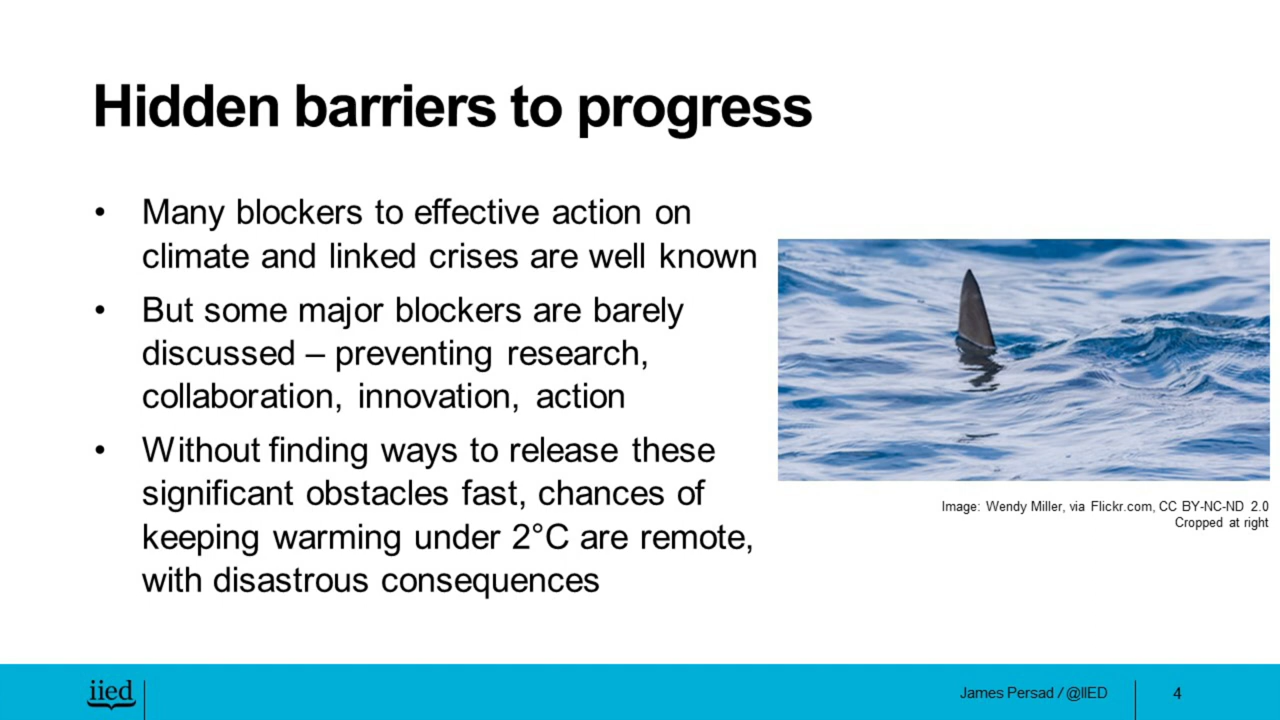 Hidden barriers to progress
• Many blockers to effective action on
climate and linked crises are well known
• But some major blockers are barely
discussed – preventing research,
collaboration, innovation, action
• Without finding ways to release these
significant obstacles fast, chances of
keeping warming under 2°C are remote,
with disastrous consequences
Image: Wendy Miller, via Flickr.com, CC BY-NC-ND 2.0
Cropped at right
iied
James Persad / @IIED
4